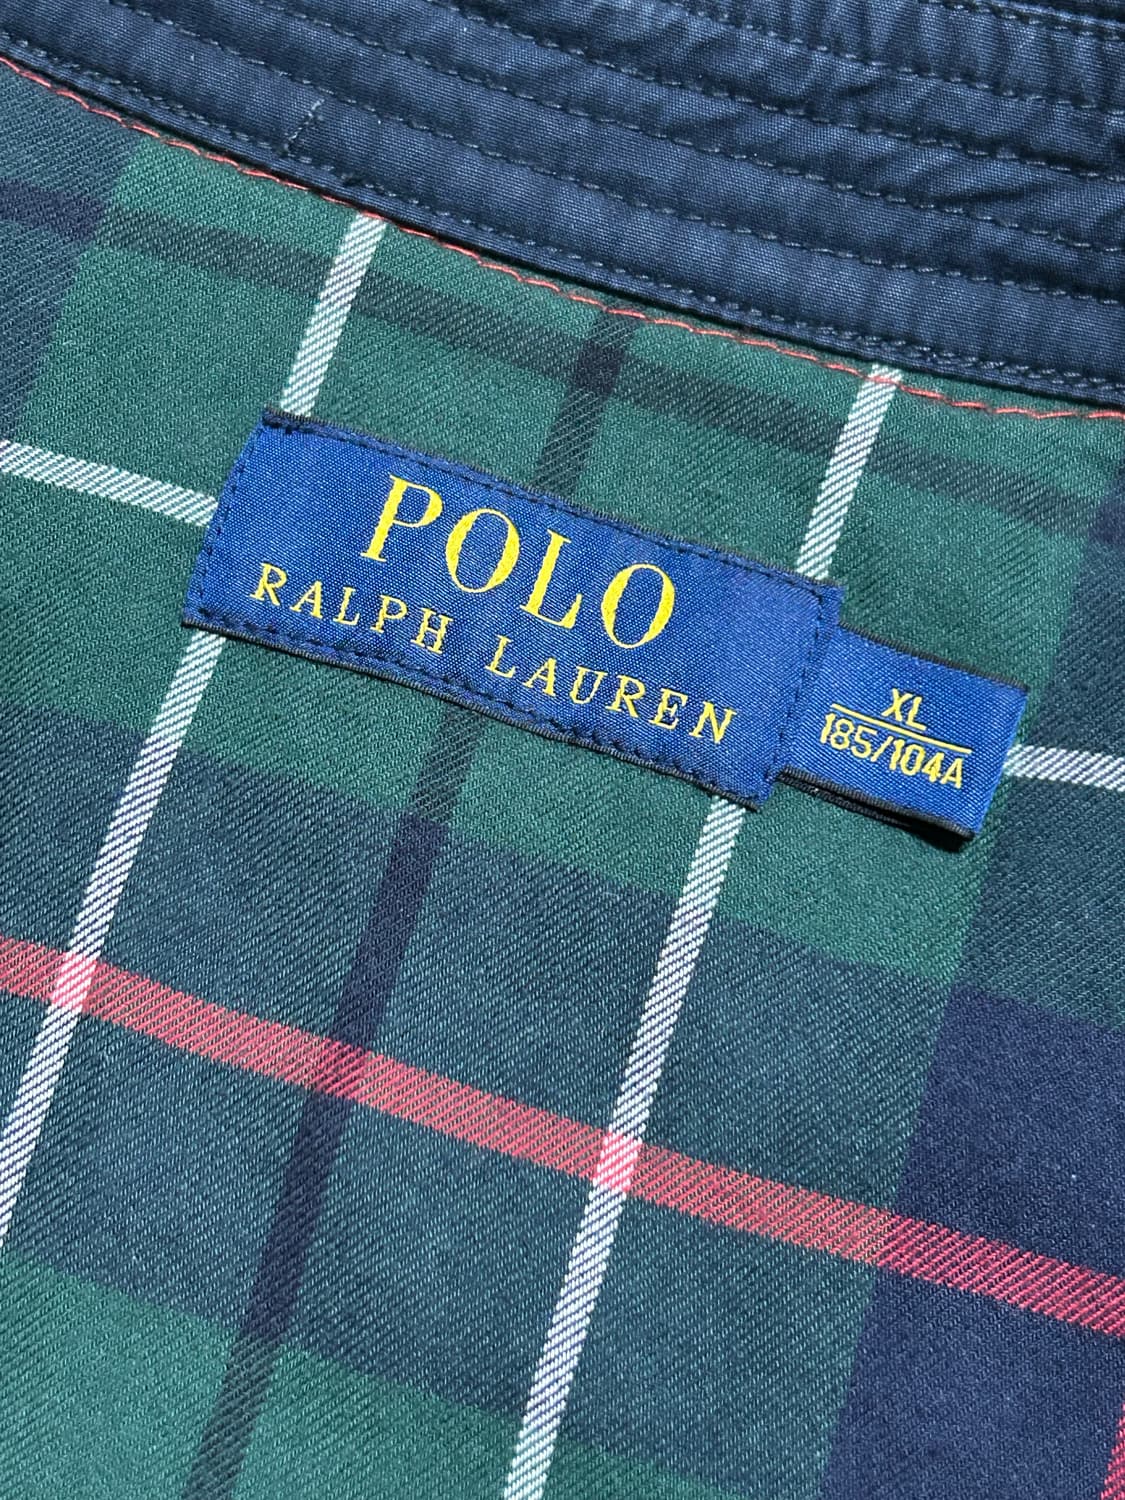 POLO
RALPH LAUREN
XL
185/104A